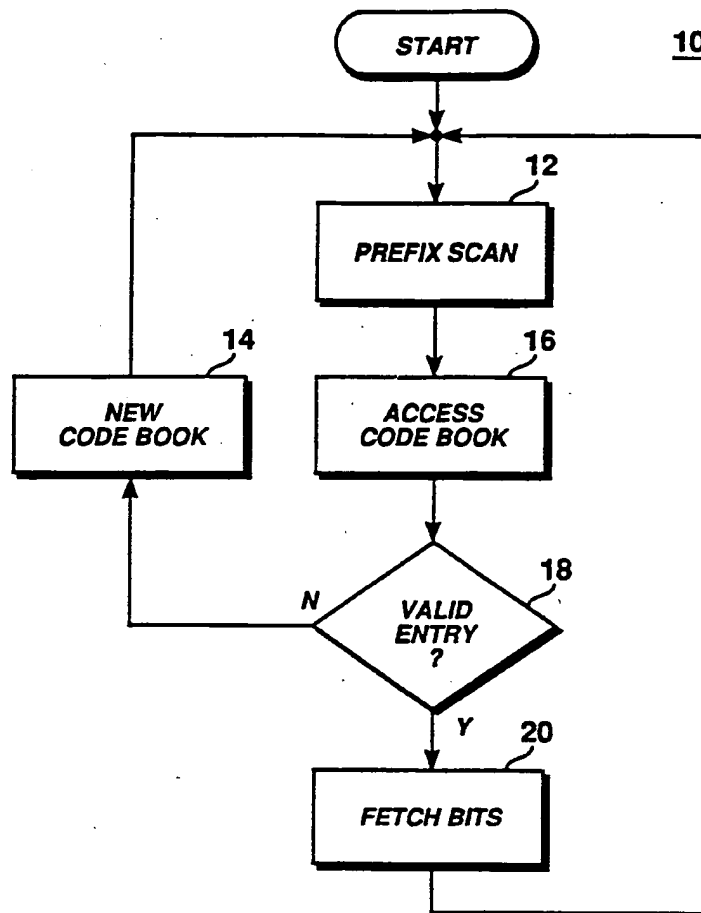 START
10
12
PREFIX SCAN
14
16
NEW
CODE BOOK
ACCESS
CODE BOOK
18
N
VALID
ENTRY
?
Y
20
FETCH BITS